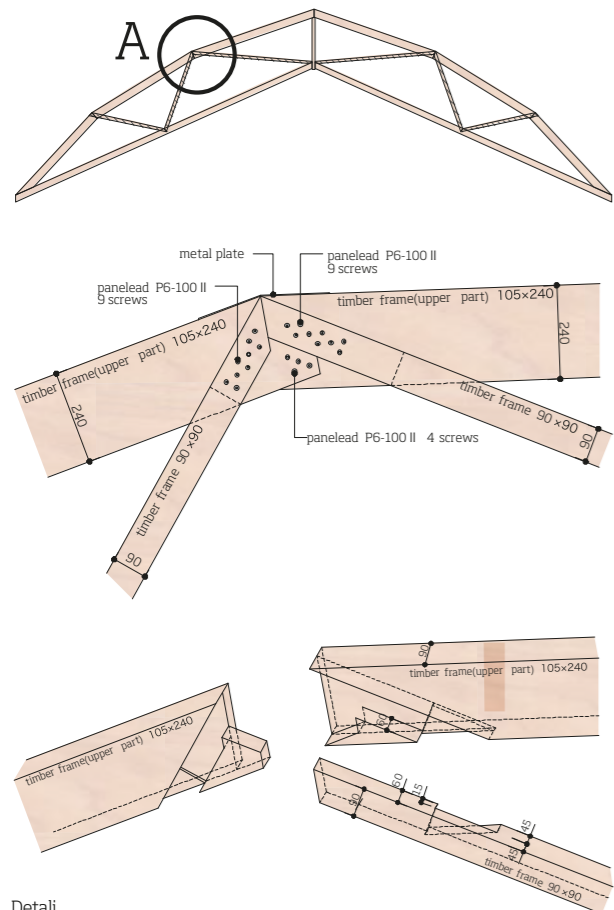 A
metal plate
panelead P6-100 II
9 screws
panelead P6-100 II
9 screws
timber frame(upper part) 105×240
timber frame(upper part) 105×240
240
240
timber frame 90×90
90
panelead P6-100 II 4 screws
timber frame 90×90
90
90
timber frame(upper part) 105×240
60
timber frame(upper part) 105×240
60
15
90
45
45
timber frame 90×90
Detali